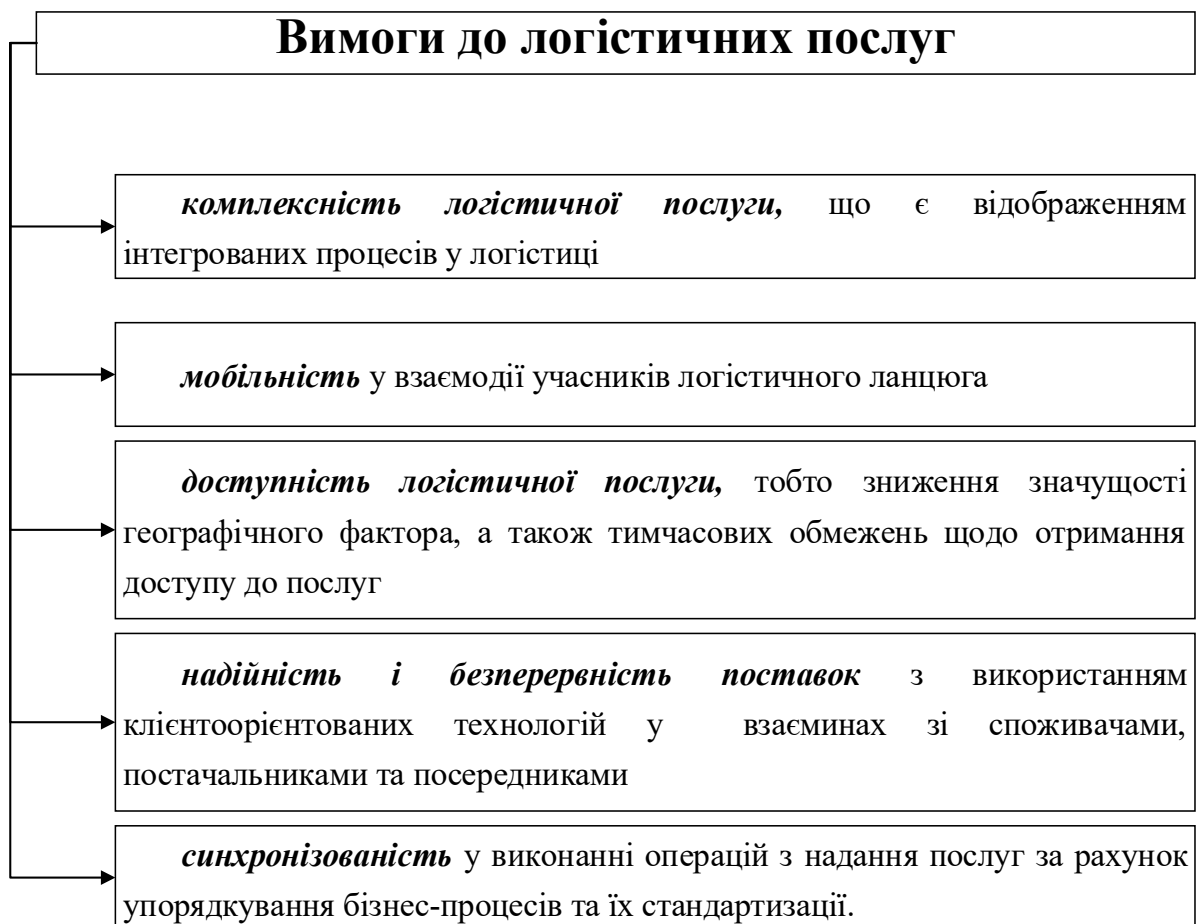 Вимоги до логістичних послуг
комплексність логістичної послуги, що є відображенням
інтегрованих процесів у логістиці
мобільність у взаємодії учасників логістичного ланцюга
доступність логістичної послуги, тобто зниження значущості
географічного фактора, а також тимчасових обмежень щодо отримання
доступу до послуг
надійність і безперервність поставок з використанням
клієнтоорієнтованих технологій у взаєминах зі споживачами,
постачальниками та посередниками
синхронізованість у виконанні операцій з надання послуг за рахунок
упорядкування бізнес-процесів та їх стандартизації.